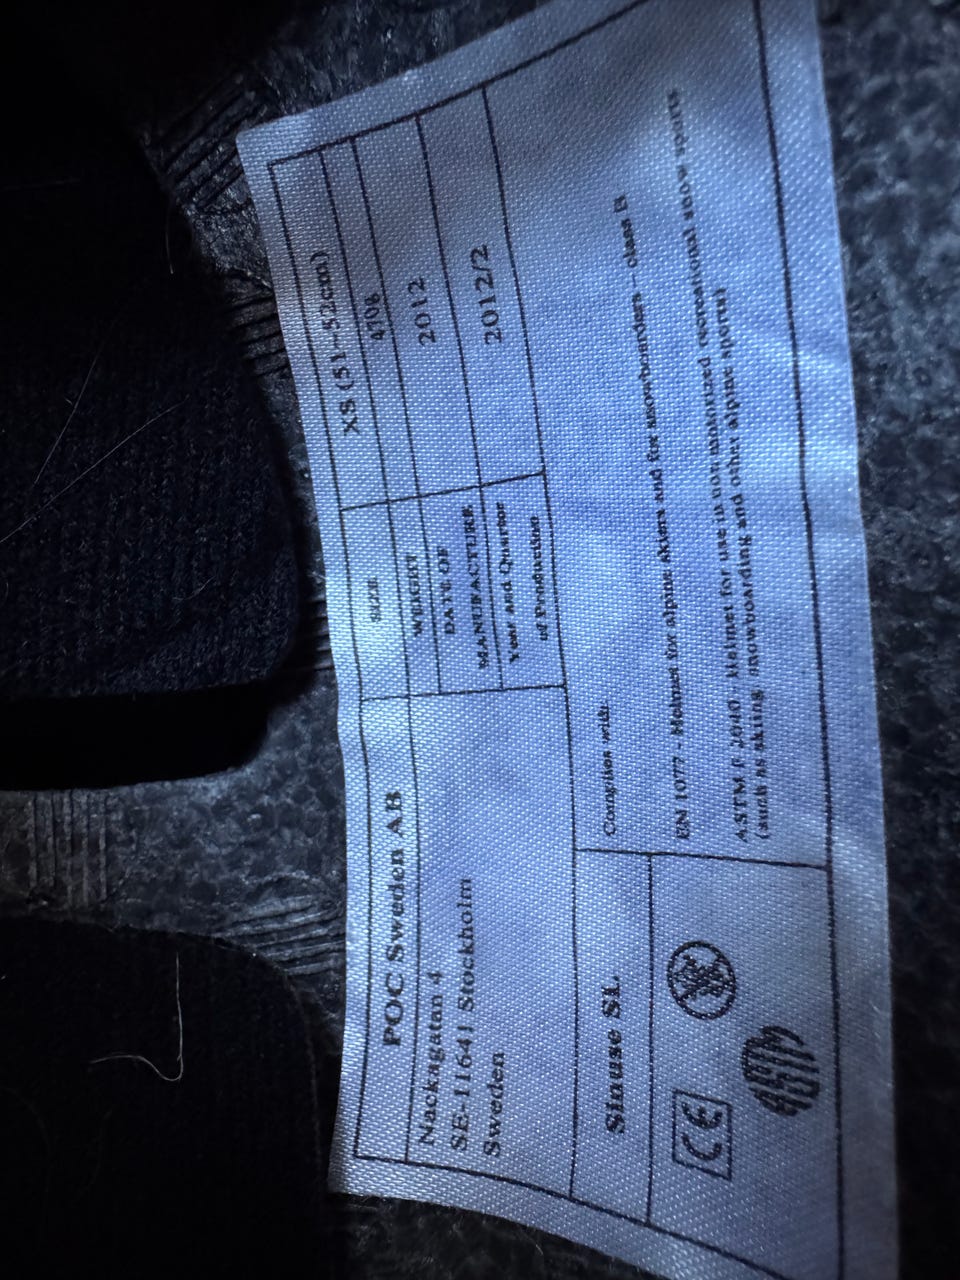 POC Sweden AB
Nackagatan 4
SE-11641 Stockholm
Sweden
SIZE
XS (51-52cm)
WEIGHT
DATE OF
MANUFACTURE
2012
Year And Quarter
of Production
2012/2
Slause SL
CE
ASTM
Complies with:
EN 1077 - Helmet for alpine skiers and for snowboarders - class B
ASTM F 2040 - Helmet for use in non-motorized recreational snow sports
(such as skiing, snowboarding and other alpine sports)